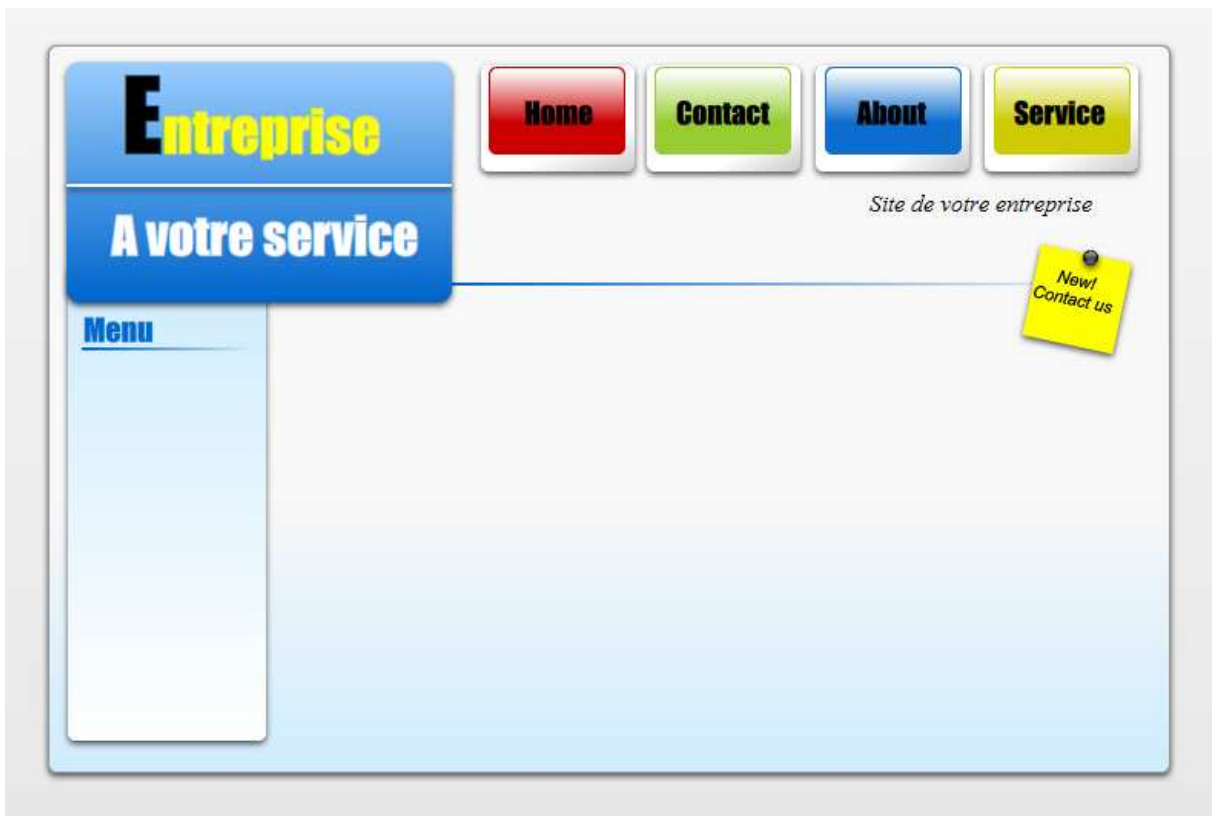 Entreprise
A votre service
Home
Contact
About
Service
Site de votre entreprise
New!
Contact us
Menu